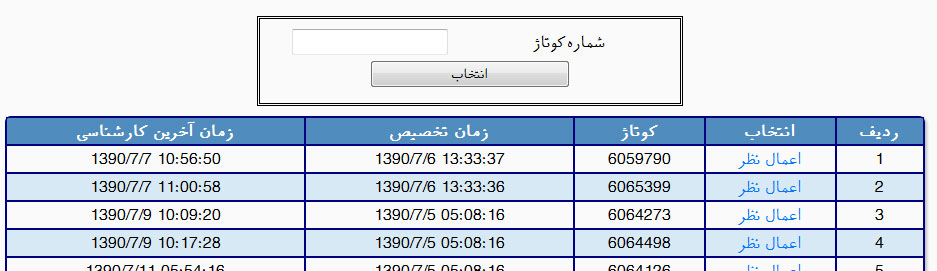 شماره کوتاژ
انتخاب
ردیف انتخاب کوتاژ زمان تخصیص زمان آخرین کارشناسی
1 اعمال نظر 6059790 1390/7/6 13:33:37 1390/7/7 10:56:50
2 اعمال نظر 6065399 1390/7/6 13:33:36 1390/7/7 11:00:58
3 اعمال نظر 6064273 1390/7/5 05:08:16 1390/7/9 10:09:20
4 اعمال نظر 6064498 1390/7/5 05:08:16 1390/7/9 10:17:28
5 اعمال نظر 6064126 1390/7/5 05:08:16 1390/7/11 05:54:16